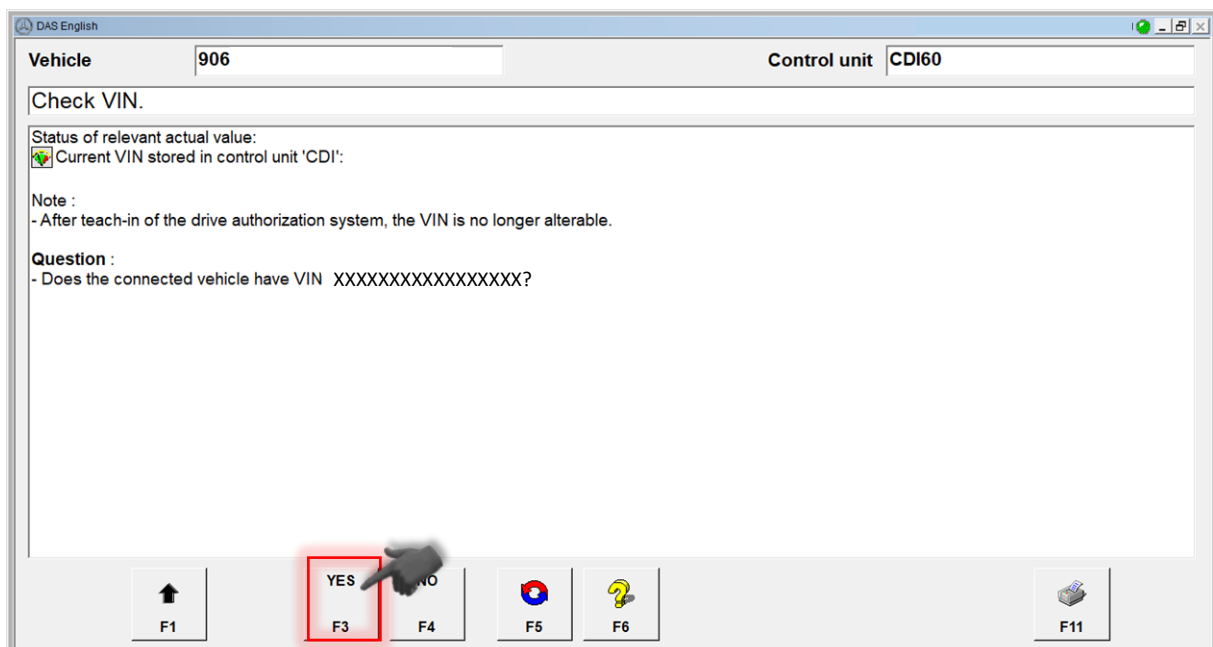 DAS English
Vehicle 906 Control unit CDI60
Check VIN.
Status of relevant actual value:
Current VIN stored in control unit 'CDI':
Note :
- After teach-in of the drive authorization system, the VIN is no longer alterable.
Question :
- Does the connected vehicle have VIN XXXXXXXXXXXXXXXXX?
YES NO
F1 F3 F4 F5 F6 F11